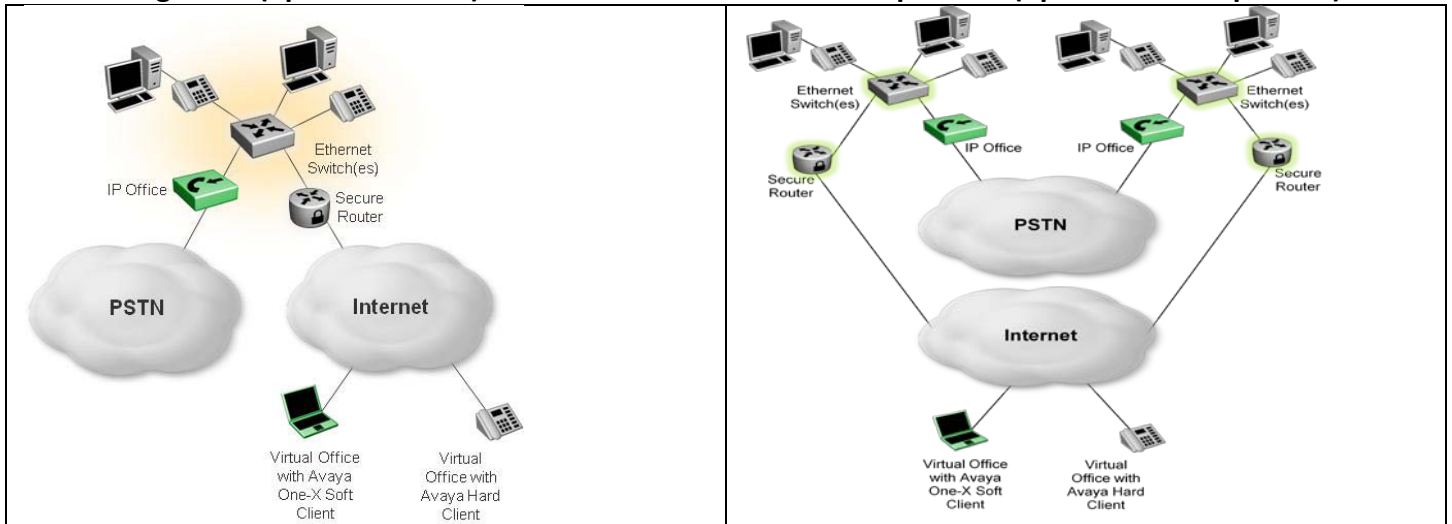 Ethernet
Switch(es)
IP Office
Secure
Router
PSTN
Internet
Virtual Office
with Avaya
One-X Soft
Client
Virtual
Office with
Avaya Hard
Client
Ethernet
Switch(es)
Ethernet
Switch(es)
IP Office
IP Office
Secure
Router
Secure
Router
PSTN
Internet
Virtual Office
with Avaya
One-X Soft
Client
Virtual
Office with
Avaya Hard
Client